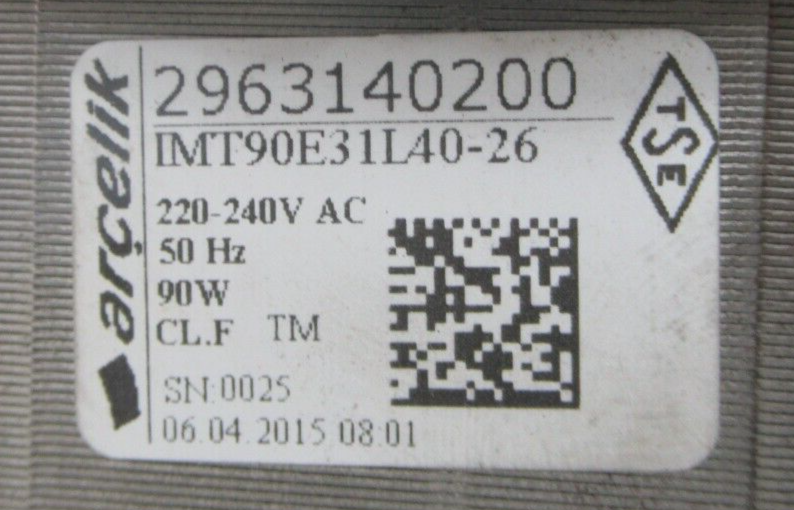 arçelik
2963140200
IMT90E31L40-26
TSE
220-240V AC
50 Hz
90W
CL.F TM
SN:0025
06.04.2015 08:01